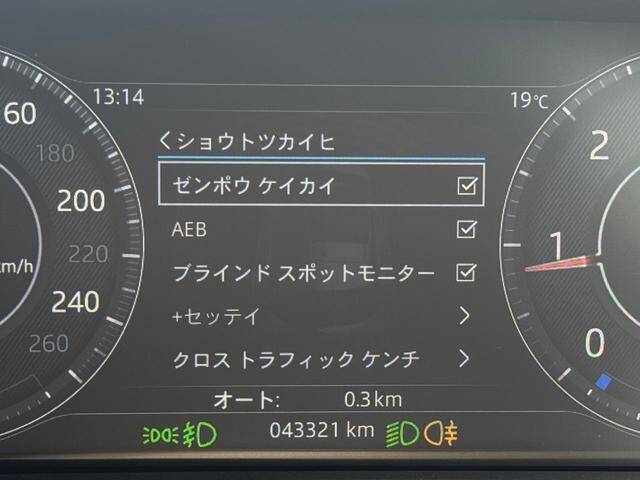 13:14
19℃
<ショウトツカイヒ
ゼンポウ ケイカイ
AEB
ブラインド スポットモニター
+セッテイ
クロス トラフィック ケンチ
オート: 0.3 km
043321 km
60
180
200
220
240
260
km/h
2
1
0